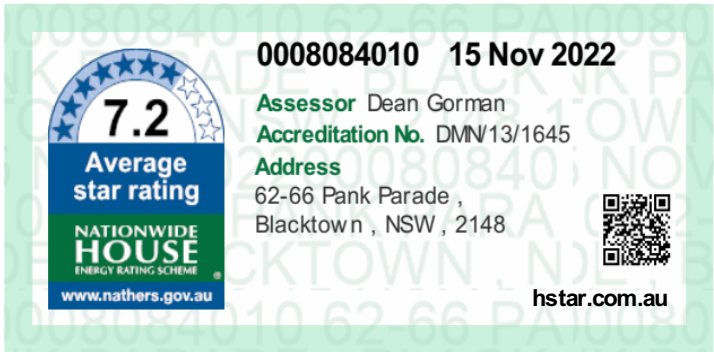 0008084010 15 Nov 2022
Assessor Dean Gorman
Accreditation No. DMN/13/1645
Address
62-66 Pank Parade ,
Blacktown , NSW , 2148
7.2
Average
star rating
NATIONWIDE
HOUSE
ENERGY RATING SCHEME ®
www.nathers.gov.au
hstar.com.au